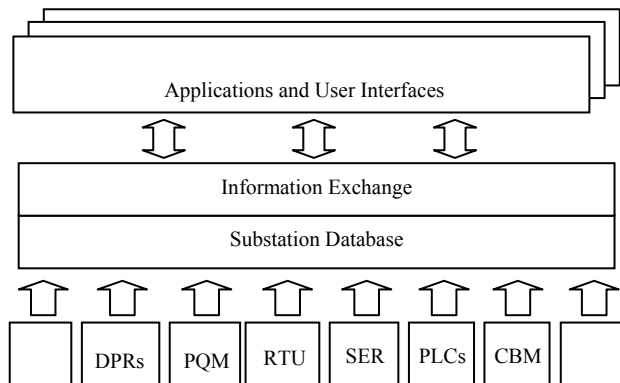 Applications and User Interfaces
Information Exchange
Substation Database
DPRs PQM RTU SER PLCs CBM